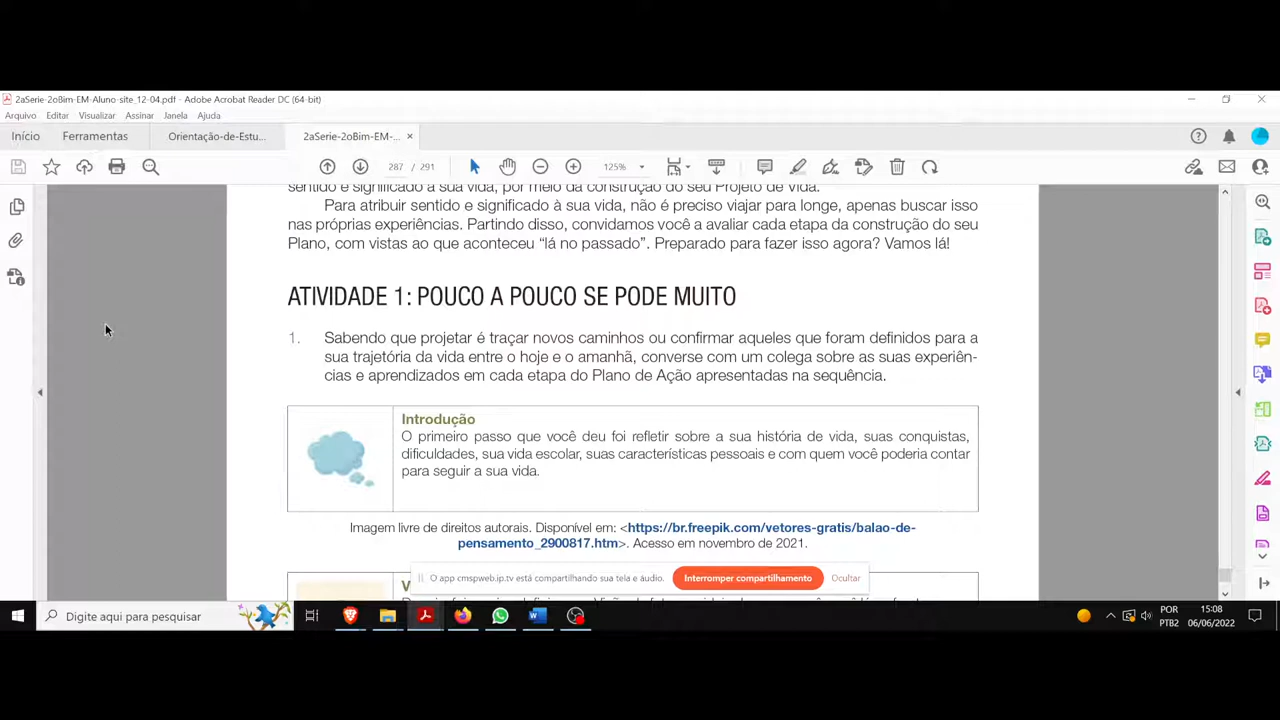 2aSerie-2oBim-EM-Aluno-site_12-04.pdf - Adobe Acrobat Reader DC (64-bit)
Arquivo Editar Visualizar Assinar Janela Ajuda
Início Ferramentas Orientação-de-Estu... 2aSerie-2oBim-EM-...
287 / 291 125%
sentido e significado à sua vida, por meio da construção do seu Projeto de Vida.
Para atribuir sentido e significado à sua vida, não é preciso viajar para longe, apenas buscar isso
nas próprias experiências. Partindo disso, convidamos você a avaliar cada etapa da construção do seu
Plano, com vistas ao que aconteceu “lá no passado”. Preparado para fazer isso agora? Vamos lá!
ATIVIDADE 1: POUCO A POUCO SE PODE MUITO
1. Sabendo que projetar é traçar novos caminhos ou confirmar aqueles que foram definidos para a
sua trajetória da vida entre o hoje e o amanhã, converse com um colega sobre as suas experiên-
cias e aprendizados em cada etapa do Plano de Ação apresentadas na sequência.
Introdução
O primeiro passo que você deu foi refletir sobre a sua história de vida, suas conquistas,
dificuldades, sua vida escolar, suas características pessoais e com quem você poderia contar
para seguir a sua vida.
Imagem livre de direitos autorais. Disponível em: <https://br.freepik.com/vetores-gratis/balao-de-
pensamento_2900817.htm>. Acesso em novembro de 2021.
O app cmspweb.ip.tv está compartilhando sua tela e áudio. Interromper compartilhamento Ocultar
Digite aqui para pesquisar
POR 15:08
PTB2 06/06/2022